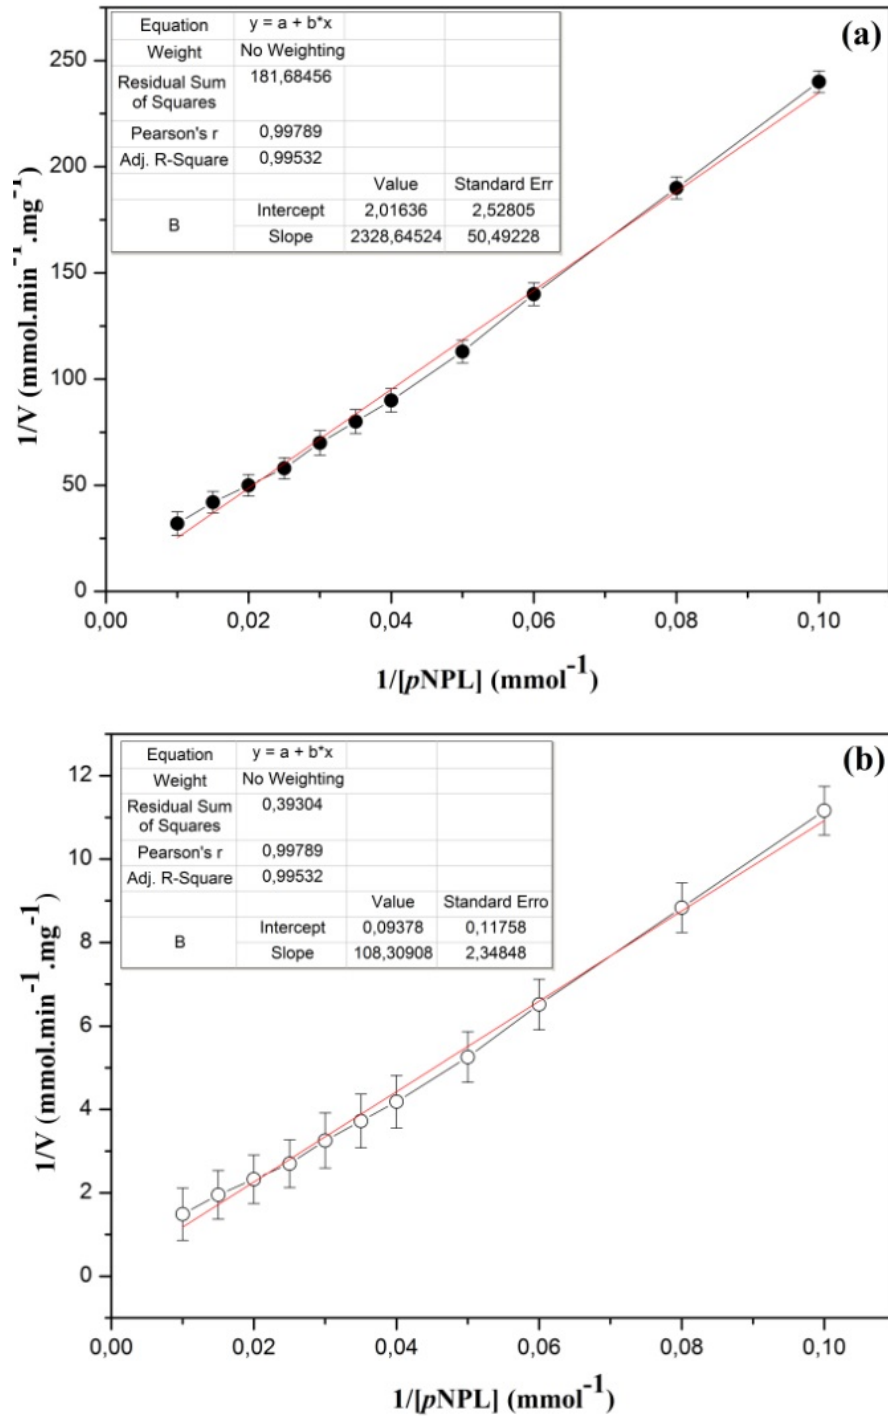 (a)
Equation y = a + b*x
Weight No Weighting
Residual Sum of Squares 181,68456
Pearson's r 0,99789
Adj. R-Square 0,99532
Value Standard Err
B Intercept 2,01636 2,52805
Slope 2328,64524 50,49228
250
200
150
100
50
0
1/V (mmol.min⁻¹.mg⁻¹)
0,00 0,02 0,04 0,06 0,08 0,10
1/[pNPL] (mmol⁻¹)
(b)
Equation y = a + b*x
Weight No Weighting
Residual Sum of Squares 0,39304
Pearson's r 0,99789
Adj. R-Square 0,99532
Value Standard Erro
B Intercept 0,09378 0,11758
Slope 108,30908 2,34848
12
10
8
6
4
2
0
1/V (mmol.min⁻¹.mg⁻¹)
0,00 0,02 0,04 0,06 0,08 0,10
1/[pNPL] (mmol⁻¹)